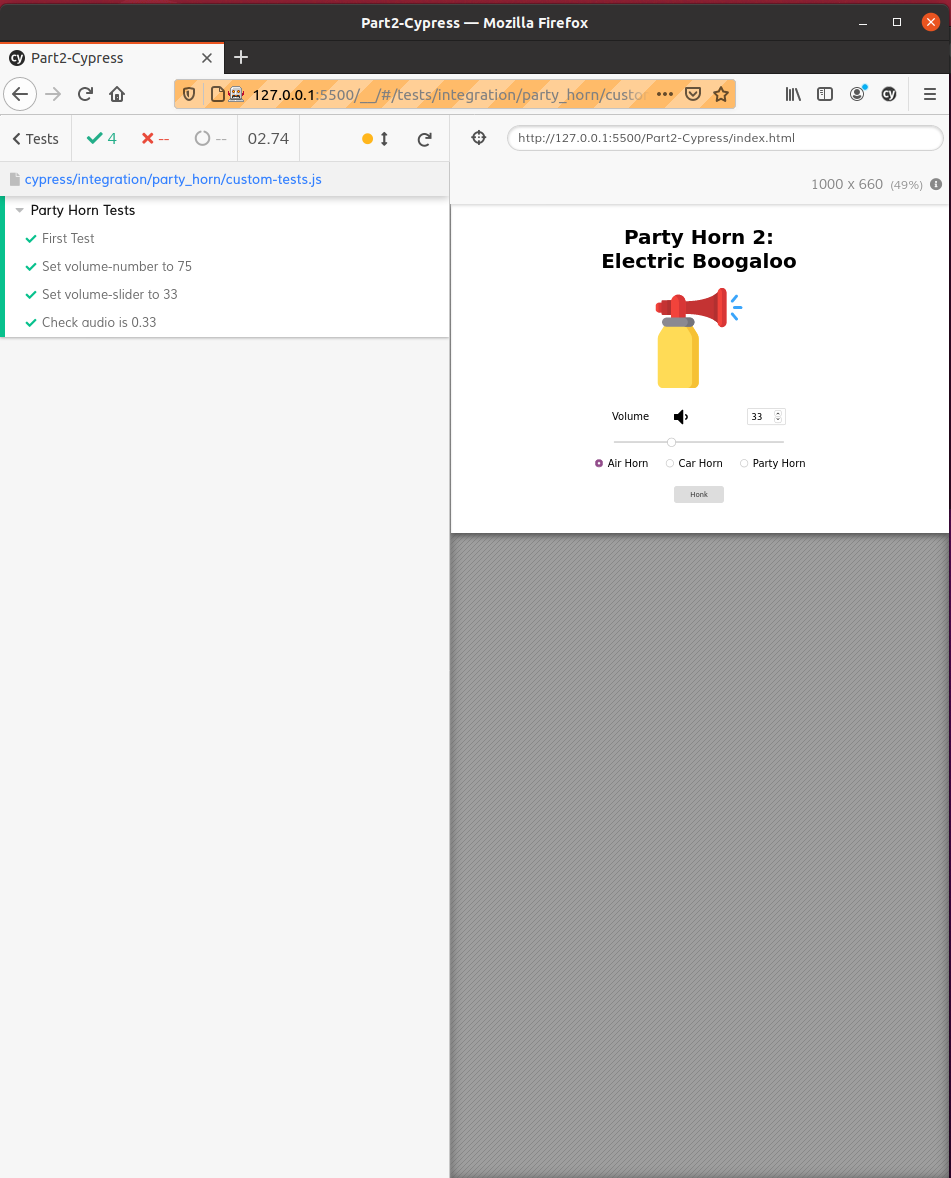 Part2-Cypress — Mozilla Firefox
cy Part2-Cypress
127.0.0.1:5500/__/#/tests/integration/party_horn/custo
cy
Tests 4 -- -- 02.74
http://127.0.0.1:5500/Part2-Cypress/index.html
1000 x 660 (49%)
cypress/integration/party_horn/custom-tests.js
Party Horn Tests
First Test
Set volume-number to 75
Set volume-slider to 33
Check audio is 0.33
Party Horn 2:
Electric Boogaloo
Volume 33
Air Horn Car Horn Party Horn
Honk